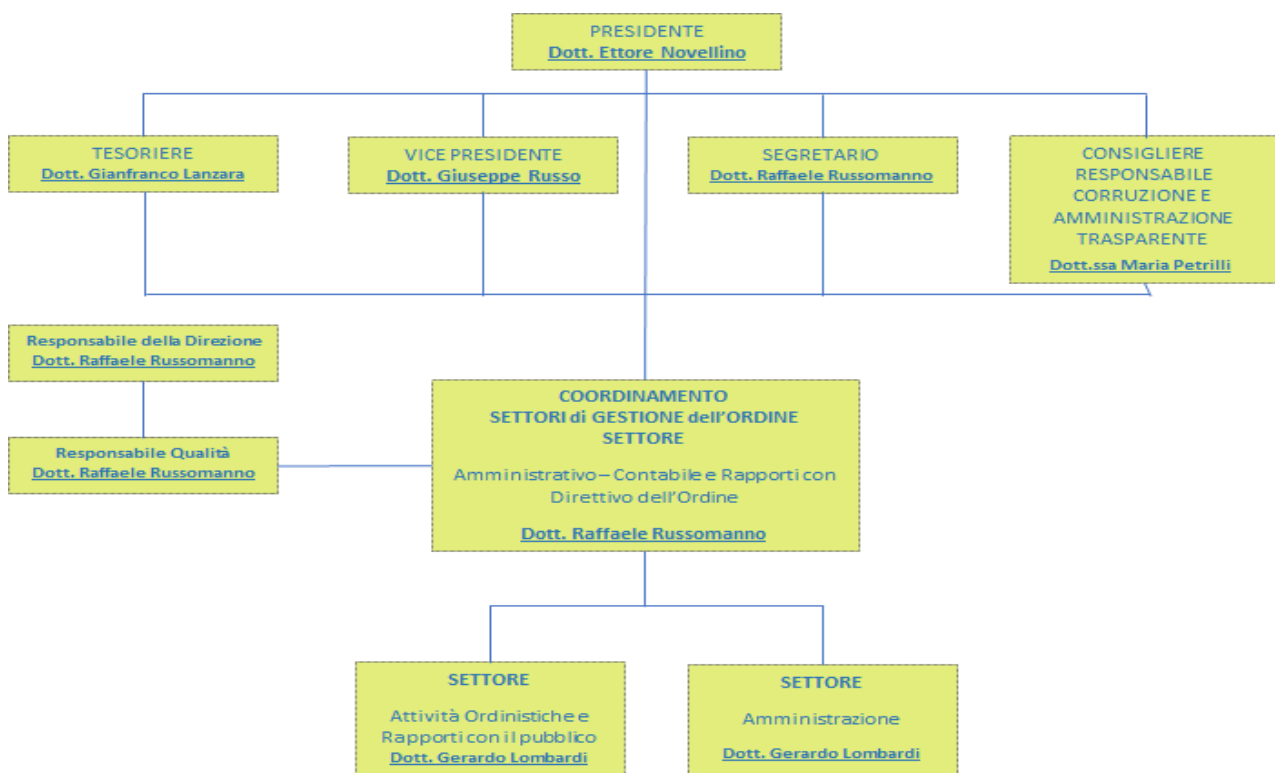 PRESIDENTE
Dott. Ettore Novellino
TESORIERE
Dott. Gianfranco Lanzara
VICE PRESIDENTE
Dott. Giuseppe Russo
SEGRETARIO
Dott. Raffaele Russomanno
CONSIGLIERE
RESPONSABILE
CORRUZIONE E
AMMINISTRAZIONE
TRASPARENTE
Dott.ssa Maria Petrilli
Responsabile della Direzione
Dott. Raffaele Russomanno
Responsabile Qualità
Dott. Raffaele Russomanno
COORDINAMENTO
SETTORI di GESTIONE dell'ORDINE
SETTORE
Amministrativo – Contabile e Rapporti con
Direttivo dell'Ordine
Dott. Raffaele Russomanno
SETTORE
Attività Ordinistiche e
Rapporti con il pubblico
Dott. Gerardo Lombardi
SETTORE
Amministrazione
Dott. Gerardo Lombardi